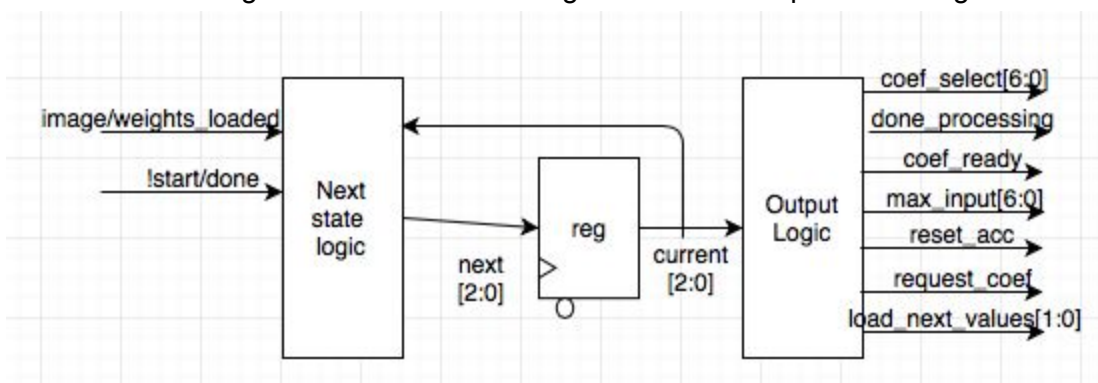 image/weights_loaded
!start/done
Next
state
logic
next
[2:0]
reg
current
[2:0]
Output
Logic
coef_select[6:0]
done_processing
coef_ready
max_input[6:0]
reset_acc
request_coef
load_next_values[1:0]